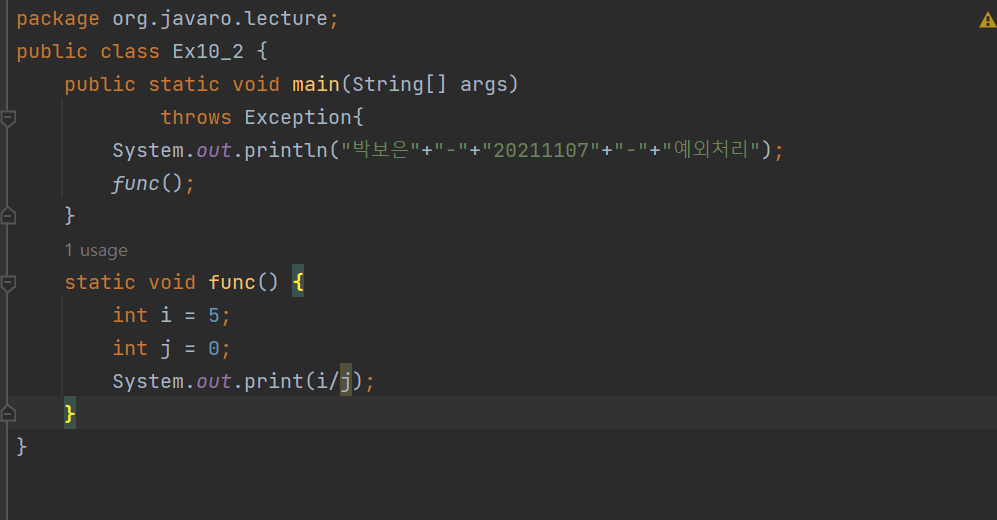 package org.javaro.lecture;
public class Ex10_2 {
public static void main(String[] args)
throws Exception{
System.out.println("박보은"+"-"+"20211107"+"-"+"예외처리");
func();
}
1 usage
static void func() {
int i = 5;
int j = 0;
System.out.print(i/j);
}
}